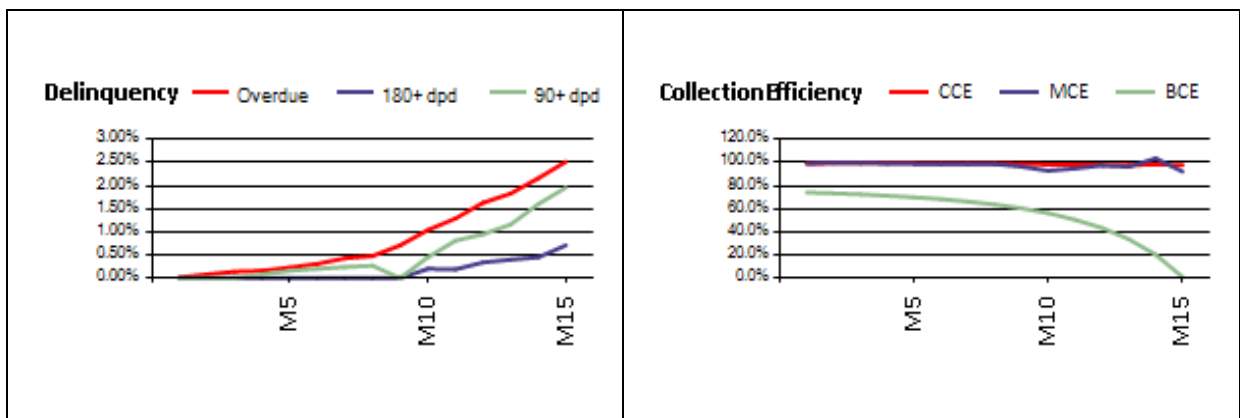 Delinquency Overdue 180+ dpd 90+ dpd
3.00%
2.50%
2.00%
1.50%
1.00%
0.50%
0.00%
M5
M10
M15
Collection Efficiency CCE MCE BCE
120.0%
100.0%
80.0%
60.0%
40.0%
20.0%
0.0%
M5
M10
M15